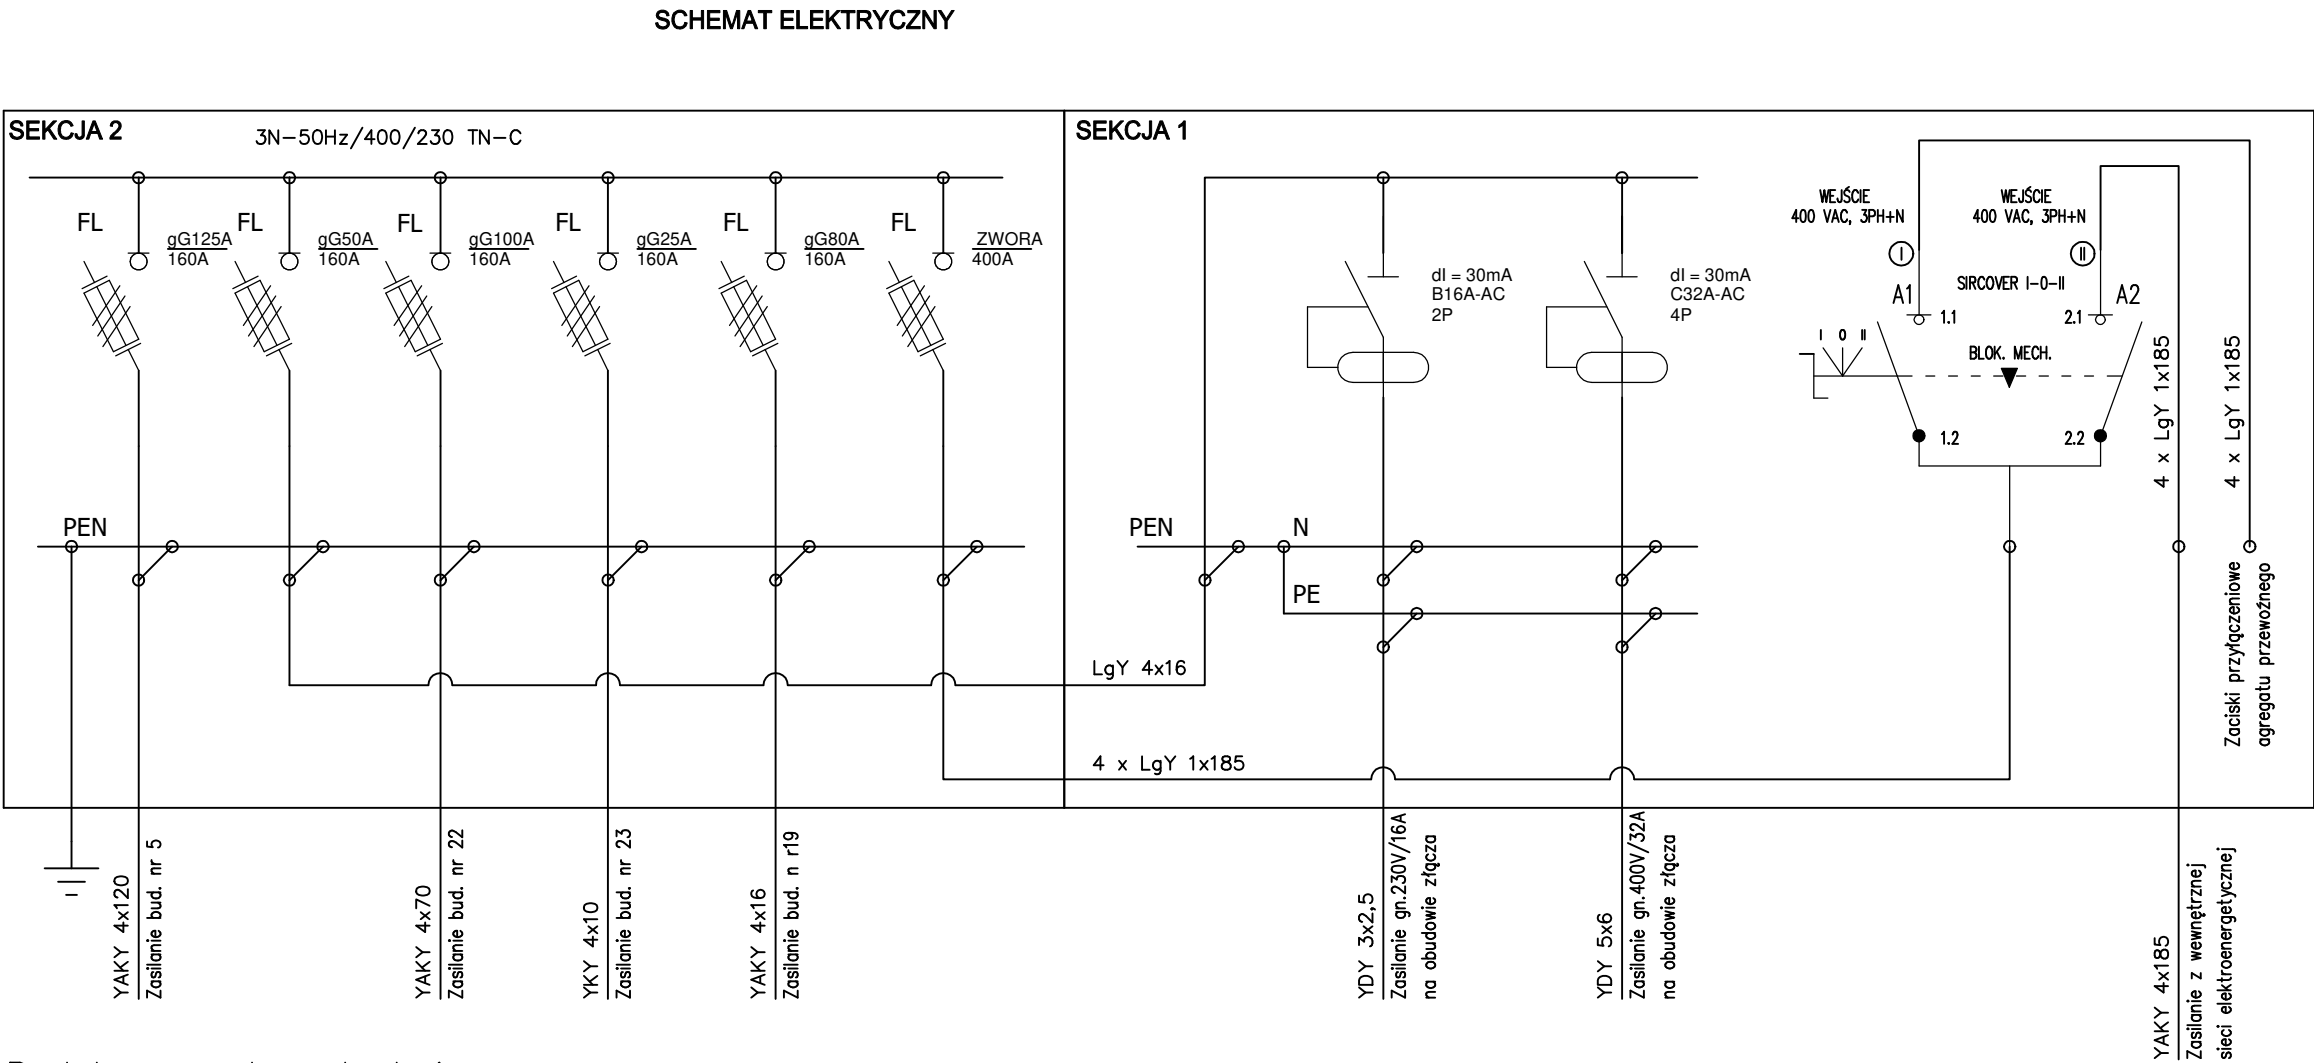 SCHEMAT ELEKTRYCZNY
SEKCJA 2
3N-50Hz/400/230 TN-C
FL
gG125A
160A
FL
gG50A
160A
FL
gG100A
160A
FL
gG25A
160A
FL
gG80A
160A
FL
ZWORA
400A
PEN
YAKY 4x120
Zasilanie bud. nr 5
YAKY 4x70
Zasilanie bud. nr 22
YKY 4x10
Zasilanie bud. nr 23
YAKY 4x16
Zasilanie bud. n r19
SEKCJA 1
dI = 30mA
B16A-AC
2P
dI = 30mA
C32A-AC
4P
WEJŚCIE
400 VAC, 3PH+N
I
WEJŚCIE
400 VAC, 3PH+N
II
SIRCOVER I-0-II
A1
A2
1.1
2.1
I 0 II
BLOK. MECH.
1.2
2.2
4 x LgY 1x185
4 x LgY 1x185
PEN
N
PE
LgY 4x16
4 x LgY 1x185
Zaciski przyłączeniowe
agregatu przewoźnego
YDY 3x2,5
Zasilanie gn.230V/16A
na obudowie złącza
YDY 5x6
Zasilanie gn.400V/32A
na obudowie złącza
YAKY 4x185
Zasilanie z wewnętrznej
sieci elektroenergetycznej